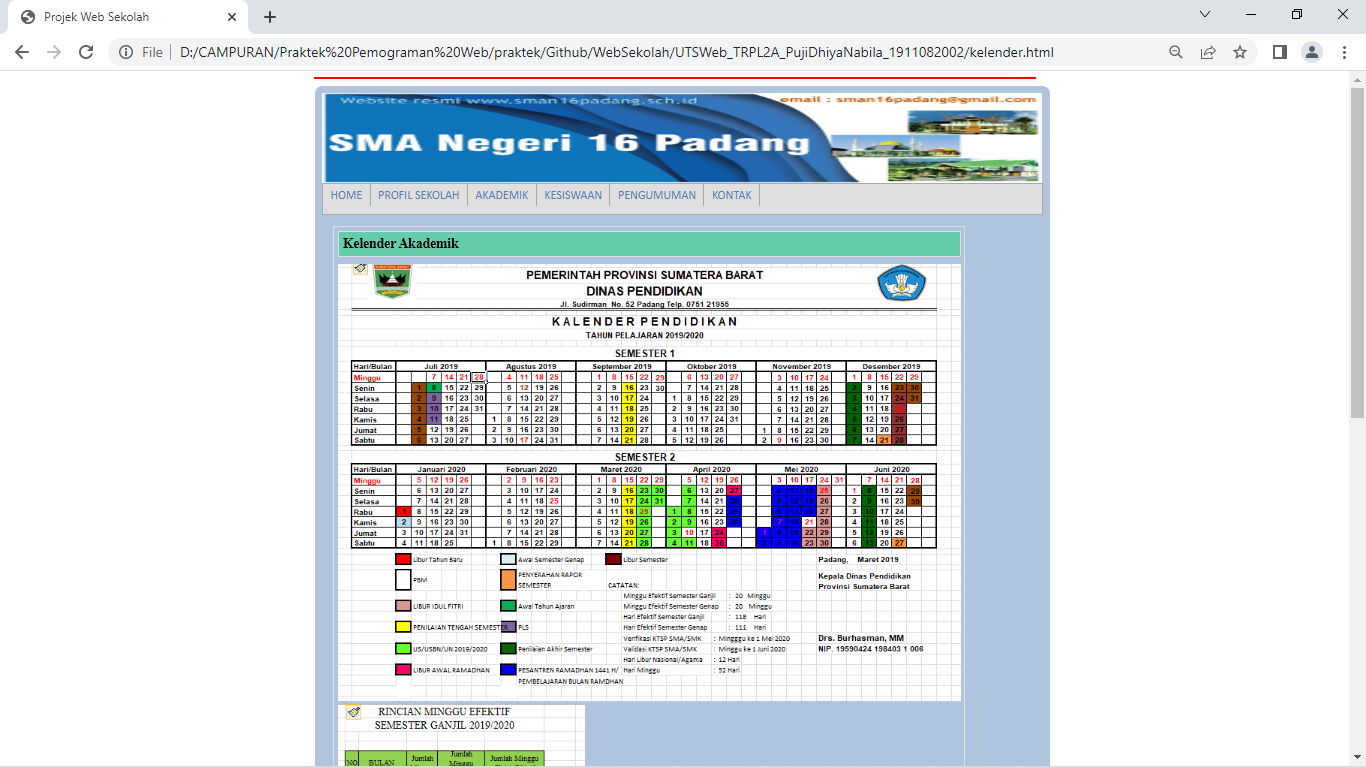 Projek Web Sekolah
File | D:/CAMPURAN/Praktek%20Pemograman%20Web/praktek/Github/WebSekolah/UTSWeb_TRPL2A_PujiDhiyaNabila_1911082002/kelender.html
Website resmi www.sman16padang.sch.id email : sman16padang@gmail.com
SMA Negeri 16 Padang
HOME PROFIL SEKOLAH AKADEMIK KESISWAAN PENGUMUMAN KONTAK
Kelender Akademik
SUMATERA BARAT
PEMERINTAH PROVINSI SUMATERA BARAT
DINAS PENDIDIKAN
Jl. Sudirman No. 52 Padang Telp. 0751 21955
KALENDER PENDIDIKAN
TAHUN PELAJARAN 2019/2020
SEMESTER 1
Hari/Bulan Juli 2019 Agustus 2019 September 2019 Oktober 2019 November 2019 Desember 2019
Minggu 7 14 21 28 4 11 18 25 1 8 15 22 29 6 13 20 27 3 10 17 24 1 8 15 22 29
Senin 1 8 15 22 29 5 12 19 26 2 9 16 23 30 7 14 21 28 4 11 18 25 2 9 16 23 30
Selasa 2 9 16 23 30 6 13 20 27 3 10 17 24 1 8 15 22 29 5 12 19 26 3 10 17 24 31
Rabu 3 10 17 24 31 7 14 21 28 4 11 18 25 2 9 16 23 30 6 13 20 27 4 11 18
Kamis 4 11 18 25 1 8 15 22 29 5 12 19 26 3 10 17 24 31 7 14 21 28 5 12 19 26
Jumat 5 12 19 26 2 9 16 23 30 6 13 20 27 4 11 18 25 1 8 15 22 29 6 13 20 27
Sabtu 6 13 20 27 3 10 17 24 31 7 14 21 28 5 12 19 26 2 9 16 23 30 7 14 21 28
SEMESTER 2
Hari/Bulan Januari 2020 Februari 2020 Maret 2020 April 2020 Mei 2020 Juni 2020
Minggu 5 12 19 26 2 9 16 23 1 8 15 22 29 5 12 19 26 3 10 17 24 31 7 14 21 28
Senin 6 13 20 27 3 10 17 24 2 9 16 23 30 6 13 20 27 4 11 18 25 1 8 15 22 29
Selasa 7 14 21 28 4 11 18 25 3 10 17 24 31 7 14 21 28 5 12 19 26 2 9 16 23 30
Rabu 1 8 15 22 29 5 12 19 26 4 11 18 25 1 8 15 22 29 6 13 20 27 3 10 17 24
Kamis 2 9 16 23 30 6 13 20 27 5 12 19 26 2 9 16 23 30 7 14 21 28 4 11 18 25
Jumat 3 10 17 24 31 7 14 21 28 6 13 20 27 3 10 17 24 1 8 15 22 29 5 12 19 26
Sabtu 4 11 18 25 1 8 15 22 29 7 14 21 28 4 11 18 25 2 9 16 23 30 6 13 20 27
Libur Tahun Baru Awal Semester Genap Libur Semester Padang, Maret 2019
PBM PENYERAHAN RAPOR SEMESTER CATATAN: Kepala Dinas Pendidikan
Provinsi Sumatera Barat
Minggu Efektif Semester Ganjil : 20 Minggu
LIBUR IDUL FITRI Awal Tahun Ajaran Minggu Efektif Semester Genap : 20 Minggu
Hari Efektif Semester Ganjil : 118 Hari
PENILAIAN TENGAH SEMESTER PLS Hari Efektif Semester Genap : 111 Hari
Verifikasi KTSP SMA/SMK : Mingggu ke 1 Mei 2020 Drs. Burhasman, MM
US/USBN/UN 2019/2020 Penilaian Akhir Semester Validasi KTSP SMA/SMK : Minggu ke 1 Juni 2020 NIP. 19590424 198403 1 006
Hari Libur Nasional/Agama : 12 Hari
LIBUR AWAL RAMADHAN PESANTREN RAMADHAN 1441 H/ Hari Minggu : 52 Hari
PEMBELAJARAN BULAN RAMDHAN
RINCIAN MINGGU EFEKTIF
SEMESTER GANJIL 2019/2020
NO BULAN Jumlah Jumlah Minggu Jumlah Minggu